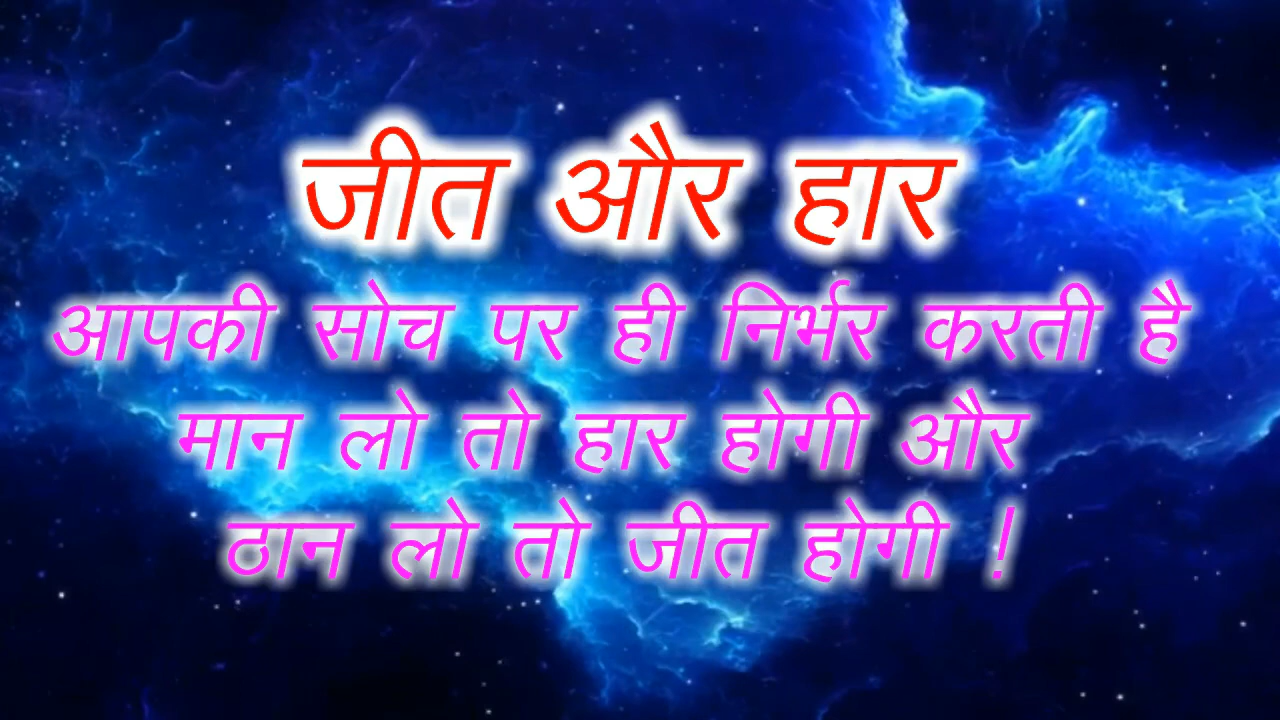 जीत और हार
आपकी सोच पर ही निर्भर करती है
मान लो तो हार होगी और
ठान लो तो जीत होगी !